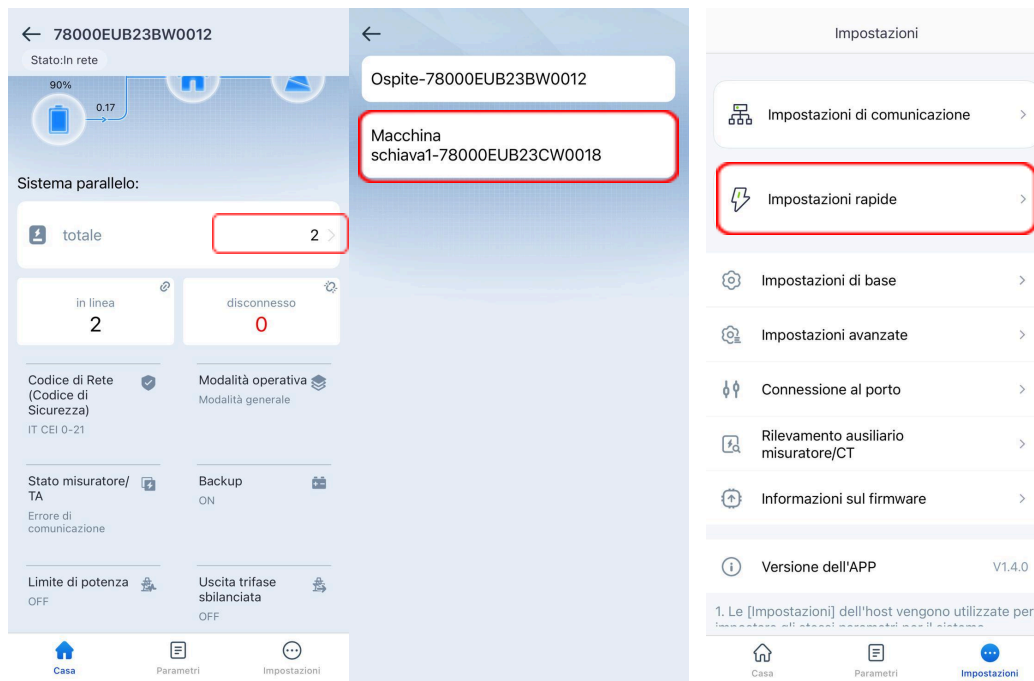 78000EUB23BW0012
Stato:In rete
90%
0.17
Sistema parallelo:
totale
2
in linea
2
disconnesso
0
Codice di Rete
(Codice di
Sicurezza)
IT CEI 0-21
Modalità operativa
Modalità generale
Stato misuratore/
TA
Errore di
comunicazione
Backup
ON
Limite di potenza
OFF
Uscita trifase
sbilanciata
OFF
Casa
Parametri
Impostazioni
Ospite-78000EUB23BW0012
Macchina
schiava1-78000EUB23CW0018
Impostazioni
Impostazioni di comunicazione
Impostazioni rapide
Impostazioni di base
Impostazioni avanzate
Connessione al porto
Rilevamento ausiliario
misuratore/CT
Informazioni sul firmware
Versione dell'APP
V1.4.0
1. Le [Impostazioni] dell'host vengono utilizzate per
Casa
Parametri
Impostazioni